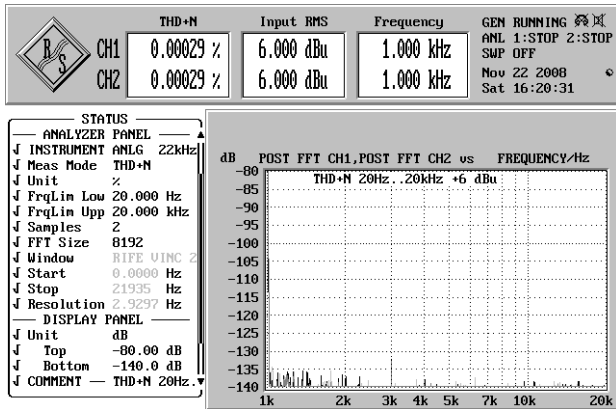 THD+N Input RMS Frequency
R S
CH1 0.00029 % 6.000 dBu 1.000 kHz
CH2 0.00029 % 6.000 dBu 1.000 kHz
GEN RUNNING
ANL 1:STOP 2:STOP
SWP OFF
Nov 22 2008
Sat 16:20:31
STATUS
ANALYZER PANEL
INSTRUMENT ANLG 22kHz
Meas Mode THD+N
Unit %
FrqLim Low 20.000 Hz
FrqLim Upp 20.000 kHz
Samples 2
FFT Size 8192
Window RIFE VINC 2
Start 0.0000 Hz
Stop 21935 Hz
Resolution 2.9297 Hz
DISPLAY PANEL
Unit dB
Top -80.00 dB
Bottom -140.0 dB
COMMENT — THD+N 20Hz.
dB POST FFT CH1,POST FFT CH2 vs FREQUENCY/Hz
THD+N 20Hz..20kHz +6 dBu
-80
-85
-90
-95
-100
-105
-110
-115
-120
-125
-130
-135
-140
1k 2k 3k 4k 5k 7k 10k 20k